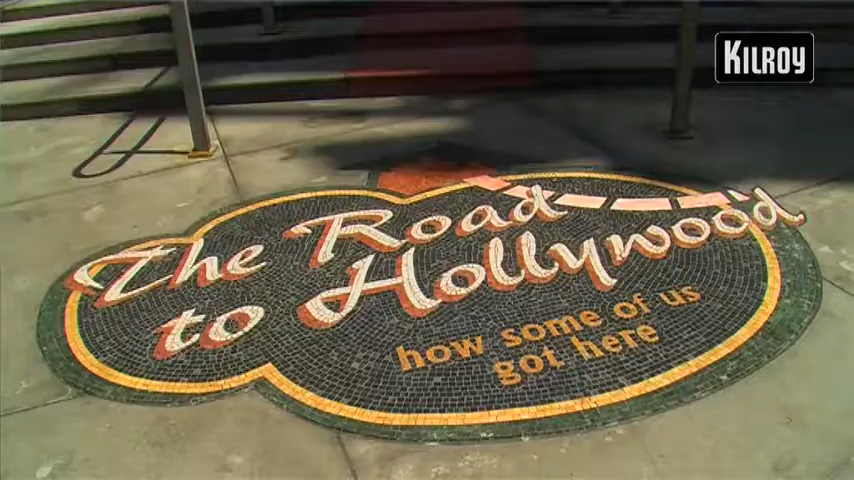 KILROY
The Road
to Hollywood
how some of us
got here